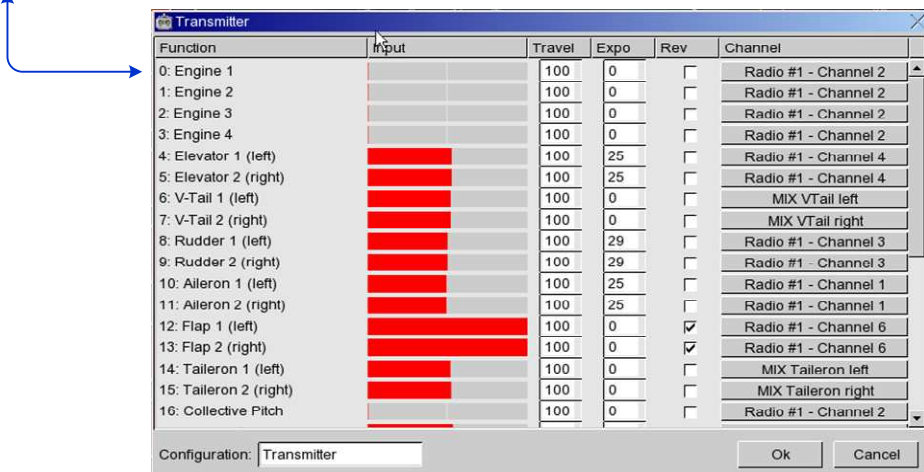 Transmitter
Function Input Travel Expo Rev Channel
0: Engine 1 100 0 Radio #1 - Channel 2
1: Engine 2 100 0 Radio #1 - Channel 2
2: Engine 3 100 0 Radio #1 - Channel 2
3: Engine 4 100 0 Radio #1 - Channel 2
4: Elevator 1 (left) 100 25 Radio #1 - Channel 4
5: Elevator 2 (right) 100 25 Radio #1 - Channel 4
6: V-Tail 1 (left) 100 0 MIX VTail left
7: V-Tail 2 (right) 100 0 MIX VTail right
8: Rudder 1 (left) 100 29 Radio #1 - Channel 3
9: Rudder 2 (right) 100 29 Radio #1 - Channel 3
10: Aileron 1 (left) 100 25 Radio #1 - Channel 1
11: Aileron 2 (right) 100 25 Radio #1 - Channel 1
12: Flap 1 (left) 100 0 Radio #1 - Channel 6
13: Flap 2 (right) 100 0 Radio #1 - Channel 6
14: Taileron 1 (left) 100 0 MIX Taileron left
15: Taileron 2 (right) 100 0 MIX Taileron right
16: Collective Pitch 100 0 Radio #1 - Channel 2
Configuration: Transmitter Ok Cancel